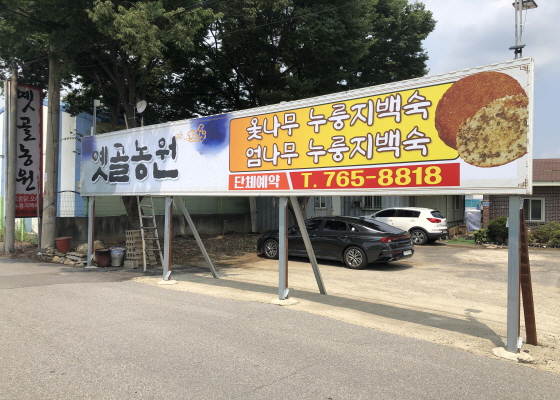 옛골농원
옛골농원
옻나무 누룽지백숙
엄나무 누룽지백숙
단체예약 T. 765-8818